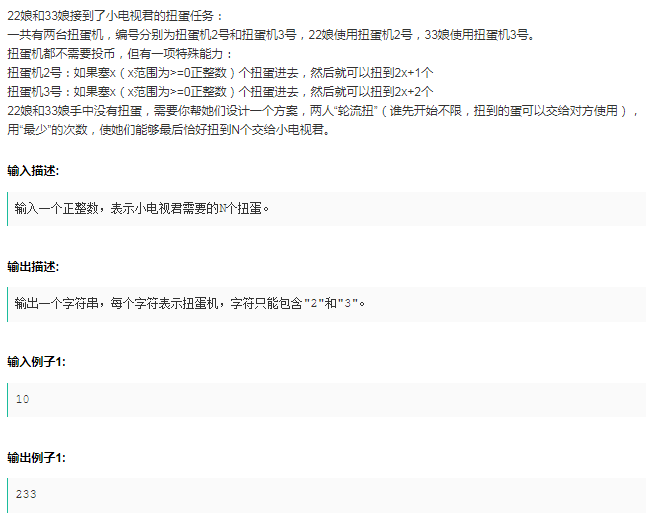 22娘和33娘接到了小电视君的扭蛋任务：
一共有两台扭蛋机，编号分别为扭蛋机2号和扭蛋机3号，22娘使用扭蛋机2号，33娘使用扭蛋机3号。
扭蛋机都不需要投币，但有一项特殊能力：
扭蛋机2号：如果塞x（x范围为>=0正整数）个扭蛋进去，然后就可以扭到2x+1个
扭蛋机3号：如果塞x（x范围为>=0正整数）个扭蛋进去，然后就可以扭到2x+2个
22娘和33娘手中没有扭蛋，需要你帮她们设计一个方案，两人“轮流扭”（谁先开始不限，扭到的蛋可以交给对方使用），
用“最少”的次数，使她们能够最后恰好扭到N个交给小电视君。
输入描述:
输入一个正整数，表示小电视君需要的N个扭蛋。
输出描述:
输出一个字符串，每个字符表示扭蛋机，字符只能包含"2"和"3"。
输入例子1:
10
输出例子1:
233